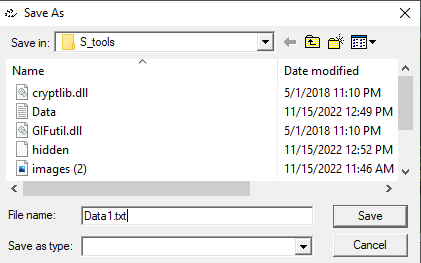 Save As
Save in: S_tools
Name Date modified
cryptlib.dll 5/1/2018 11:10 PM
Data 11/15/2022 12:49 PM
GIFutil.dll 5/1/2018 11:10 PM
hidden 11/15/2022 12:52 PM
images (2) 11/15/2022 11:46 AM
File name: Data1.txt Save
Save as type: Cancel